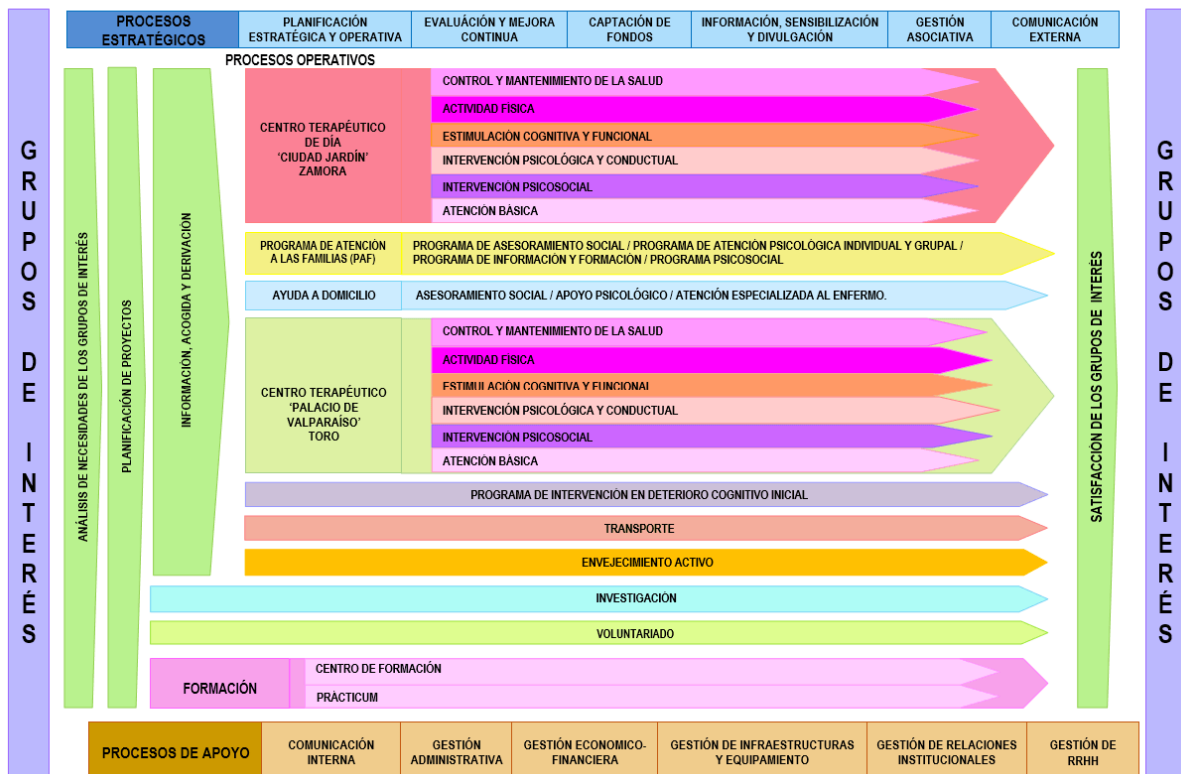 PROCESOS
ESTRATÉGICOS
PLANIFICACIÓN
ESTRATÉGICA Y OPERATIVA
EVALUÁCIÓN Y MEJORA
CONTINUA
CAPTACIÓN DE
FONDOS
INFORMACIÓN, SENSIBILIZACIÓN
Y DIVULGACIÓN
GESTIÓN
ASOCIATIVA
COMUNICACIÓN
EXTERNA
GRUPOS DE INTERÉS
ANÁLISIS DE NECESIDADES DE LOS GRUPOS DE INTERÉS
PLANIFICACIÓN DE PROYECTOS
INFORMACIÓN, ACOGIDA Y DERIVACIÓN
PROCESOS OPERATIVOS
CENTRO TERAPÉUTICO
DE DÍA
'CIUDAD JARDÍN'
ZAMORA
CONTROL Y MANTENIMIENTO DE LA SALUD
ACTIVIDAD FÍSICA
ESTIMULACIÓN COGNITIVA Y FUNCIONAL
INTERVENCIÓN PSICOLÓGICA Y CONDUCTUAL
INTERVENCIÓN PSICOSOCIAL
ATENCIÓN BÁSICA
PROGRAMA DE ATENCIÓN
A LAS FAMILIAS (PAF)
PROGRAMA DE ASESORAMIENTO SOCIAL / PROGRAMA DE ATENCIÓN PSICOLÓGICA INDIVIDUAL Y GRUPAL /
PROGRAMA DE INFORMACIÓN Y FORMACIÓN / PROGRAMA PSICOSOCIAL
AYUDA A DOMICILIO
ASESORAMIENTO SOCIAL / APOYO PSICOLÓGICO / ATENCIÓN ESPECIALIZADA AL ENFERMO.
CENTRO TERAPÉUTICO
'PALACIO DE
VALPARAÍSO'
TORO
CONTROL Y MANTENIMIENTO DE LA SALUD
ACTIVIDAD FÍSICA
ESTIMULACIÓN COGNITIVA Y FUNCIONAL
INTERVENCIÓN PSICOLÓGICA Y CONDUCTUAL
INTERVENCIÓN PSICOSOCIAL
ATENCIÓN BÁSICA
PROGRAMA DE INTERVENCIÓN EN DETERIORO COGNITIVO INICIAL
TRANSPORTE
ENVEJECIMIENTO ACTIVO
INVESTIGACIÓN
VOLUNTARIADO
FORMACIÓN
CENTRO DE FORMACIÓN
PRÀCTICUM
SATISFACCIÓN DE LOS GRUPOS DE INTERÉS
GRUPOS DE INTERÉS
PROCESOS DE APOYO
COMUNICACIÓN
INTERNA
GESTIÓN
ADMINISTRATIVA
GESTIÓN ECONOMICO-
FINANCIERA
GESTIÓN DE INFRAESTRUCTURAS
Y EQUIPAMIENTO
GESTIÓN DE RELACIONES
INSTITUCIONALES
GESTIÓN DE
RRHH